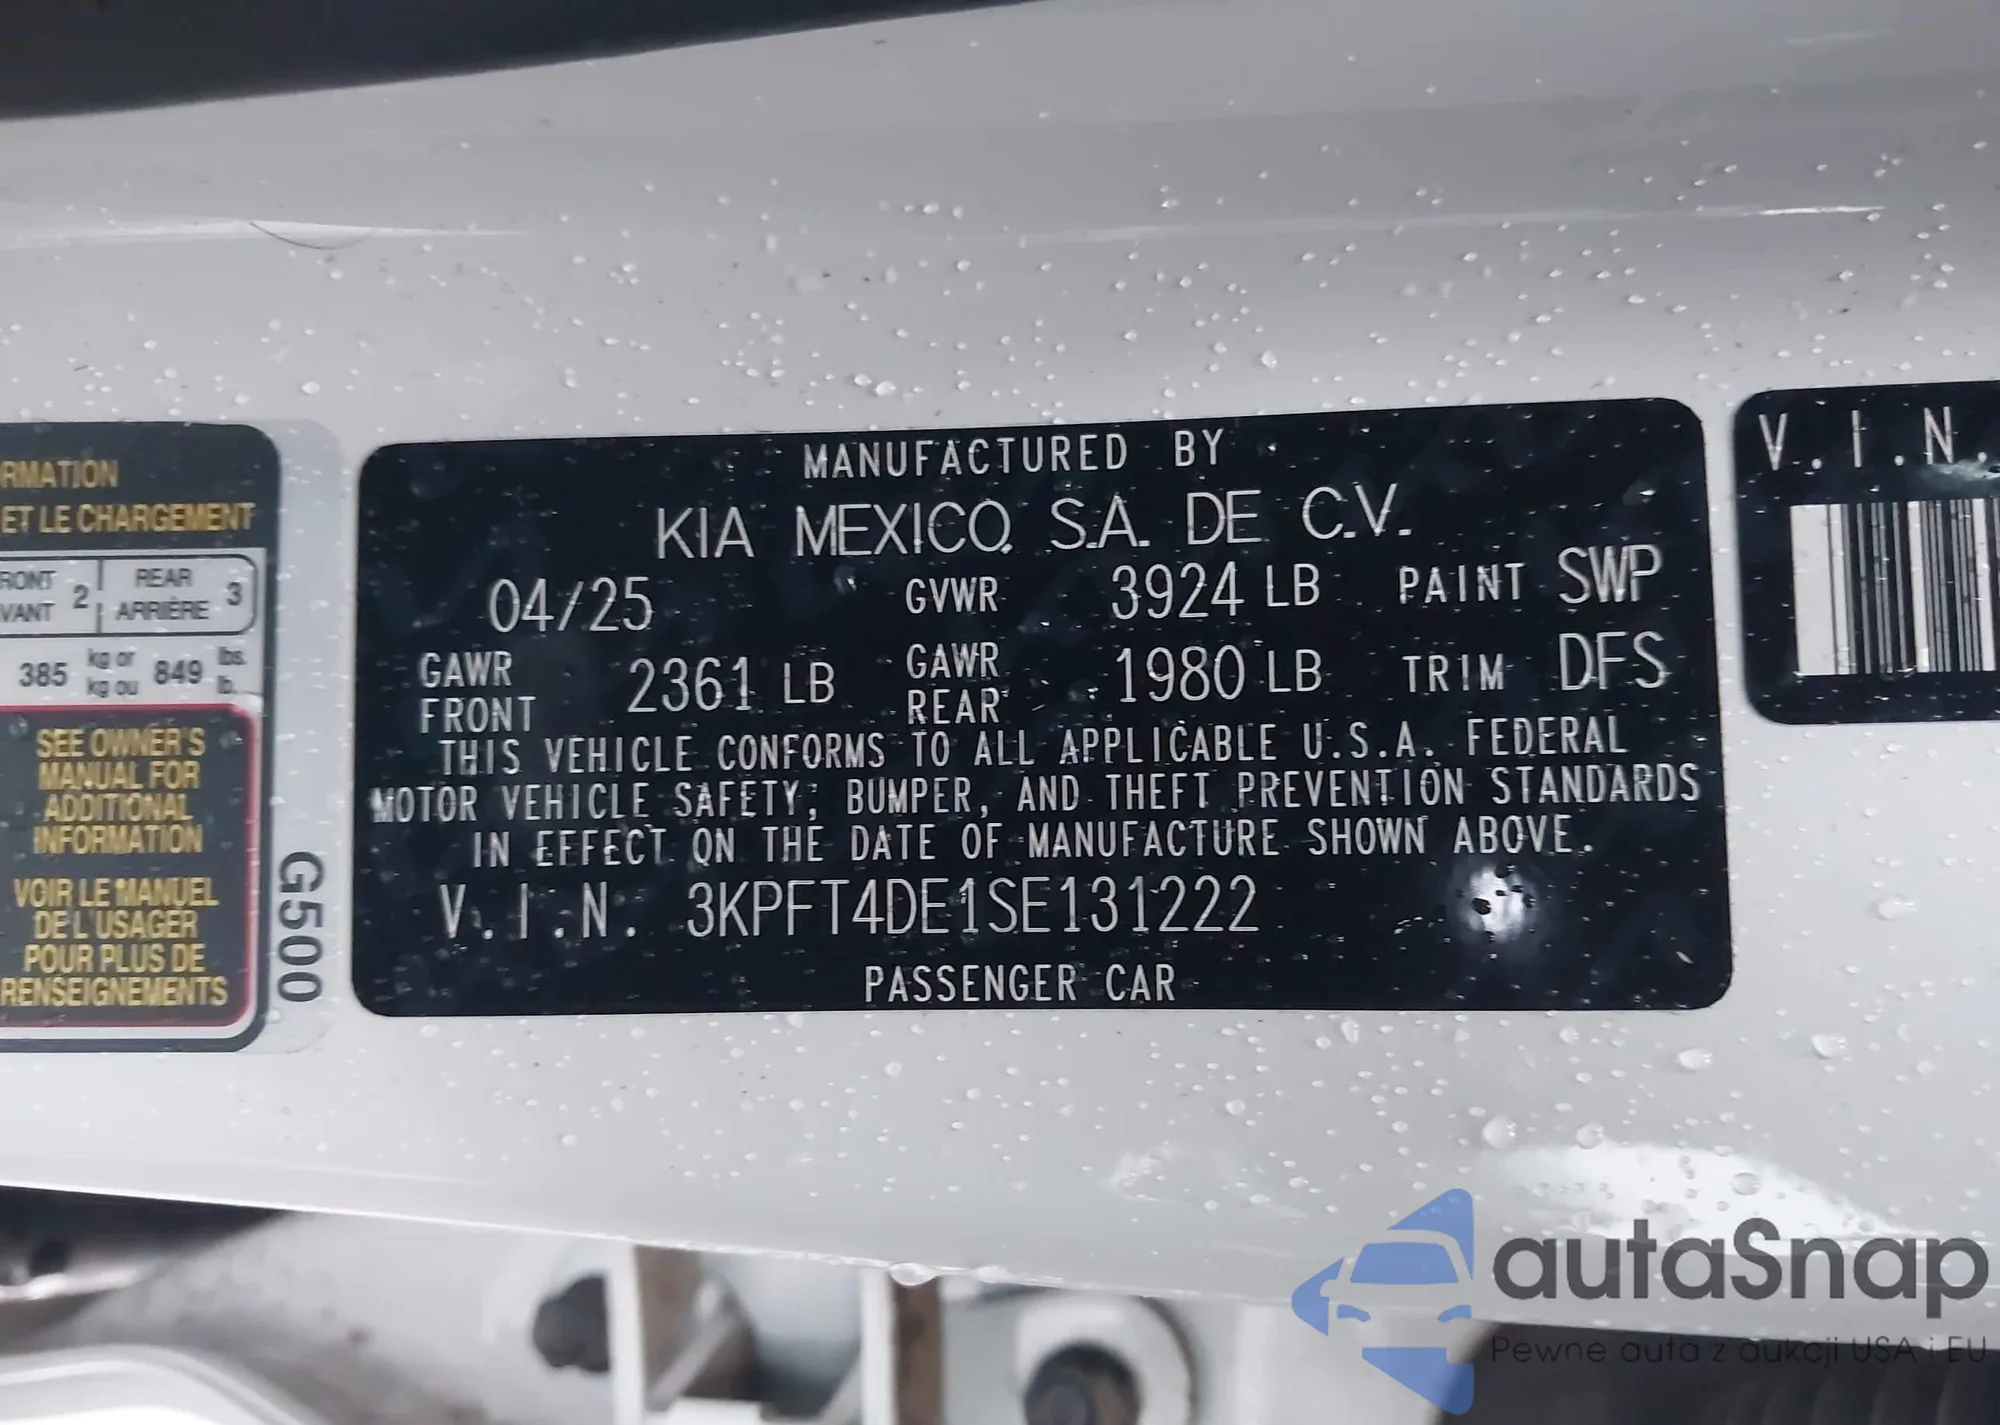 RMATION
ET LE CHARGEMENT
RONT 2 REAR 3
VANT ARRIÈRE
385 kg or 849 lbs.
kg ou lb.
SEE OWNER'S
MANUAL FOR
ADDITIONAL
INFORMATION
VOIR LE MANUEL
DE L'USAGER
POUR PLUS DE
RENSEIGNEMENTS
G500
MANUFACTURED BY
KIA MEXICO, S.A. DE C.V.
04/25 GVWR 3924 LB PAINT SWP
GAWR FRONT 2361 LB GAWR REAR 1980 LB TRIM DFS
THIS VEHICLE CONFORMS TO ALL APPLICABLE U.S.A. FEDERAL
MOTOR VEHICLE SAFETY, BUMPER, AND THEFT PREVENTION STANDARDS
IN EFFECT ON THE DATE OF MANUFACTURE SHOWN ABOVE.
V.I.N. 3KPFT4DE1SE131222
PASSENGER CAR
V.I.N.
autaSnap
Pewne auta z aukcji USA i EU